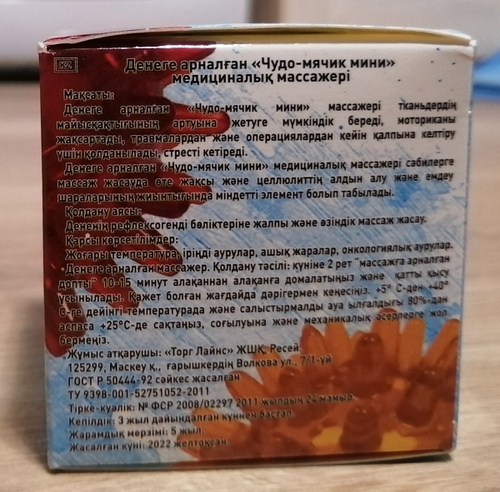 KZ
Денеге арналған «Чудо-мячик мини»
медициналық массажері
Мақсаты:
Денеге арналған «Чудо-мячик мини» массажері тканьдердің
майысқақтығының артуына жетуге мүмкіндік береді, моториканы
жақсартады, травмалардан және операциялардан кейін қалпына келтіру
үшін қолданылады, стресті кетіреді.
Денеге арналған «Чудо-мячик мини» медициналық массажері сәбилерге
массаж жасауда өте жақсы және целлюлиттің алдын алу және емдеу
шараларының жиынтығында міндетті элемент болып табылады.
Қолдану аясы:
Дененің рефлексогенді бөліктеріне жалпы және өзіндік массаж жасау.
Қарсы көрсетілімдер:
Жоғары температура, іріңді аурулар, ашық жаралар, онкологиялық аурулар.
Денеге арналған массажер. Қолдану тәсілі: күніне 2 рет "массажға арналған
допты" 10-15 минут алақаннан алақанға домалатыңыз және қатты қысу
ұсынылады. Қажет болған жағдайда дәрігермен кеңесіңіз. +5° С-ден +40°
С-ге дейінгі температурада және салыстырмалды ауа ылғалдығы 80%-дан
аспаса +25°С-де сақтаңыз, соғылуына және механикалық әсерлерге жол
бермеңіз.
Жұмыс атқарушы: «Торг Лайнс» ЖШҚ, Ресей,
125299, Маскеу қ., ғарышкердің Волкова ул., 7/1-үй
ГОСТ Р 50444-92 сәйкес жасалған
ТУ 9398-001-52751052-2011
Тірке-куәлік: № ФСР 2008/02297 2011 жылдың 24 мамыр.
Кепілдік: 3 жыл дайындалған күннен бастап.
Жарамдық мерзімі: 5 жыл.
Жасалған күні: 2022 желтоқсан